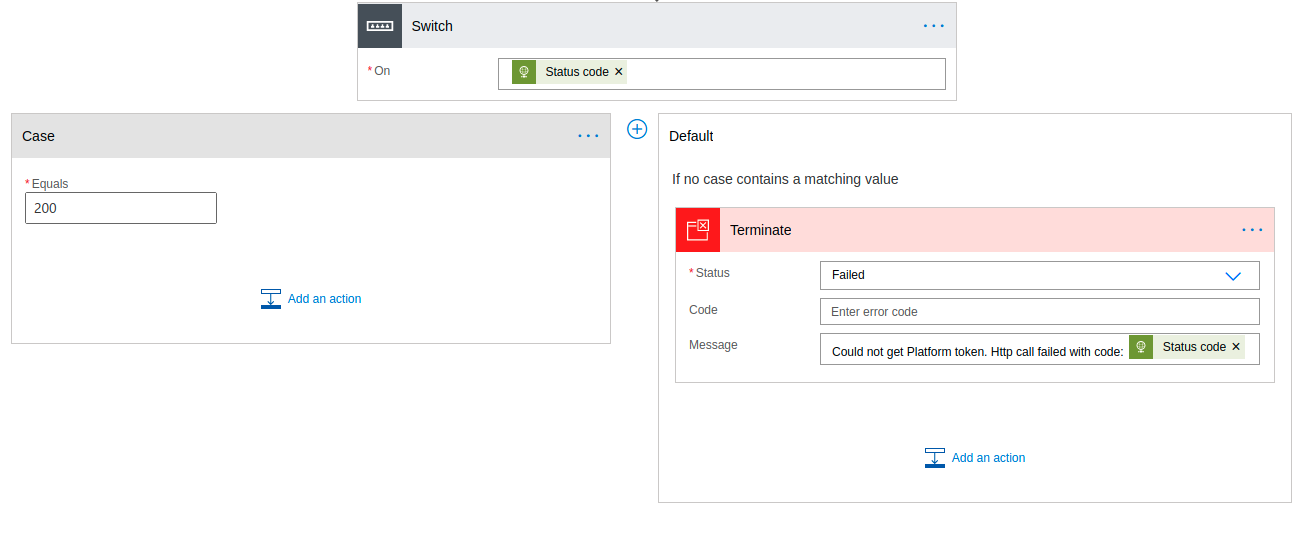 Switch
* On
Status code ×
Case
Default
* Equals
200
If no case contains a matching value
Terminate
* Status
Failed
Code
Enter error code
Message
Could not get Platform token. Http call failed with code: Status code ×
Add an action
Add an action